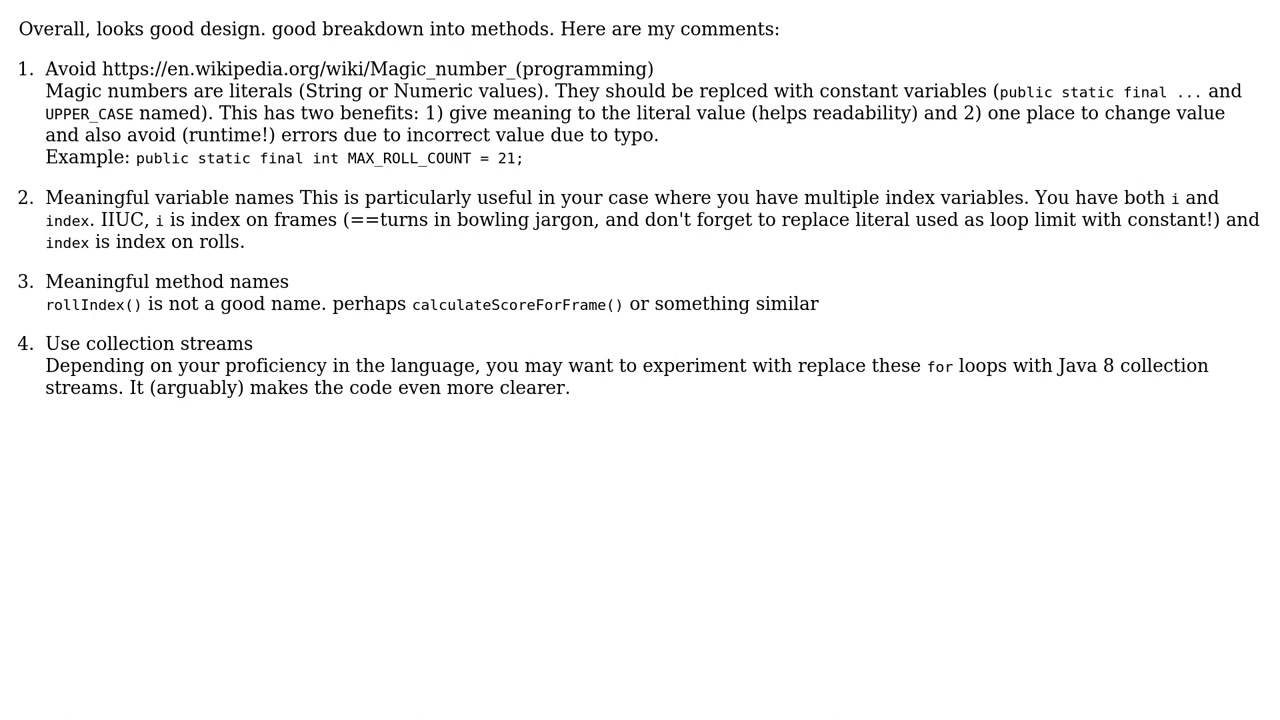 Overall, looks good design. good breakdown into methods. Here are my comments:
1. Avoid https://en.wikipedia.org/wiki/Magic_number_(programming)
Magic numbers are literals (String or Numeric values). They should be replced with constant variables (public static final ... and
UPPER_CASE named). This has two benefits: 1) give meaning to the literal value (helps readability) and 2) one place to change value
and also avoid (runtime!) errors due to incorrect value due to typo.
Example: public static final int MAX_ROLL_COUNT = 21;
2. Meaningful variable names This is particularly useful in your case where you have multiple index variables. You have both i and
index. IIUC, i is index on frames (==turns in bowling jargon, and don't forget to replace literal used as loop limit with constant!) and
index is index on rolls.
3. Meaningful method names
rollIndex() is not a good name. perhaps calculateScoreForFrame() or something similar
4. Use collection streams
Depending on your proficiency in the language, you may want to experiment with replace these for loops with Java 8 collection
streams. It (arguably) makes the code even more clearer.